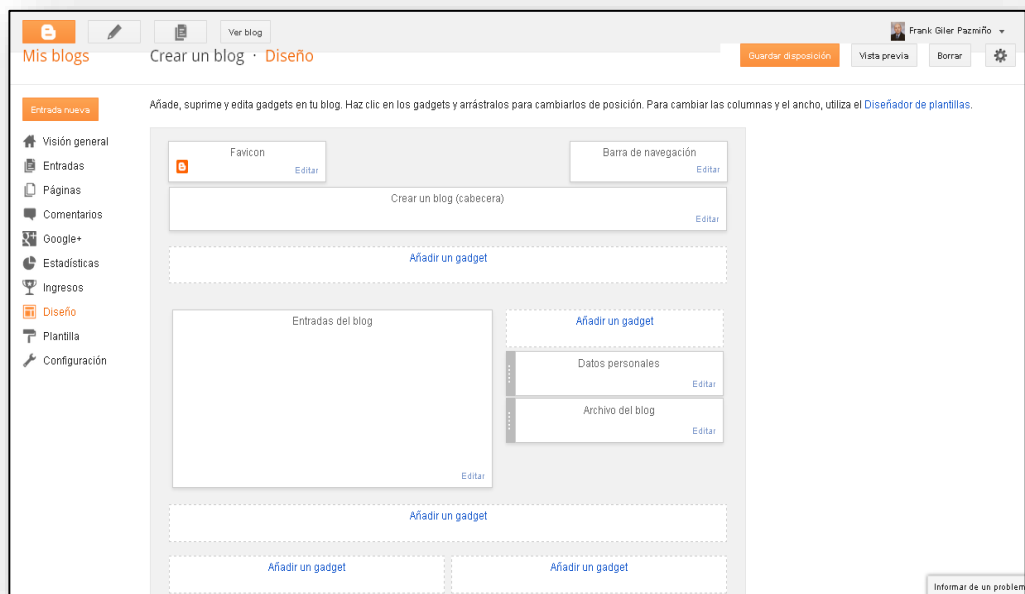 Ver blog
Frank Giler Pazmiño
Mis blogs
Crear un blog · Diseño
Guardar disposición
Vista previa
Borrar
Entrada nueva
Añade, suprime y edita gadgets en tu blog. Haz clic en los gadgets y arrástralos para cambiarlos de posición. Para cambiar las columnas y el ancho, utiliza el Diseñador de plantillas.
Visión general
Entradas
Páginas
Comentarios
Google+
Estadísticas
Ingresos
Diseño
Plantilla
Configuración
Favicon
Editar
Barra de navegación
Editar
Crear un blog (cabecera)
Editar
Añadir un gadget
Entradas del blog
Editar
Añadir un gadget
Datos personales
Editar
Archivo del blog
Editar
Añadir un gadget
Añadir un gadget
Añadir un gadget
Informar de un problem